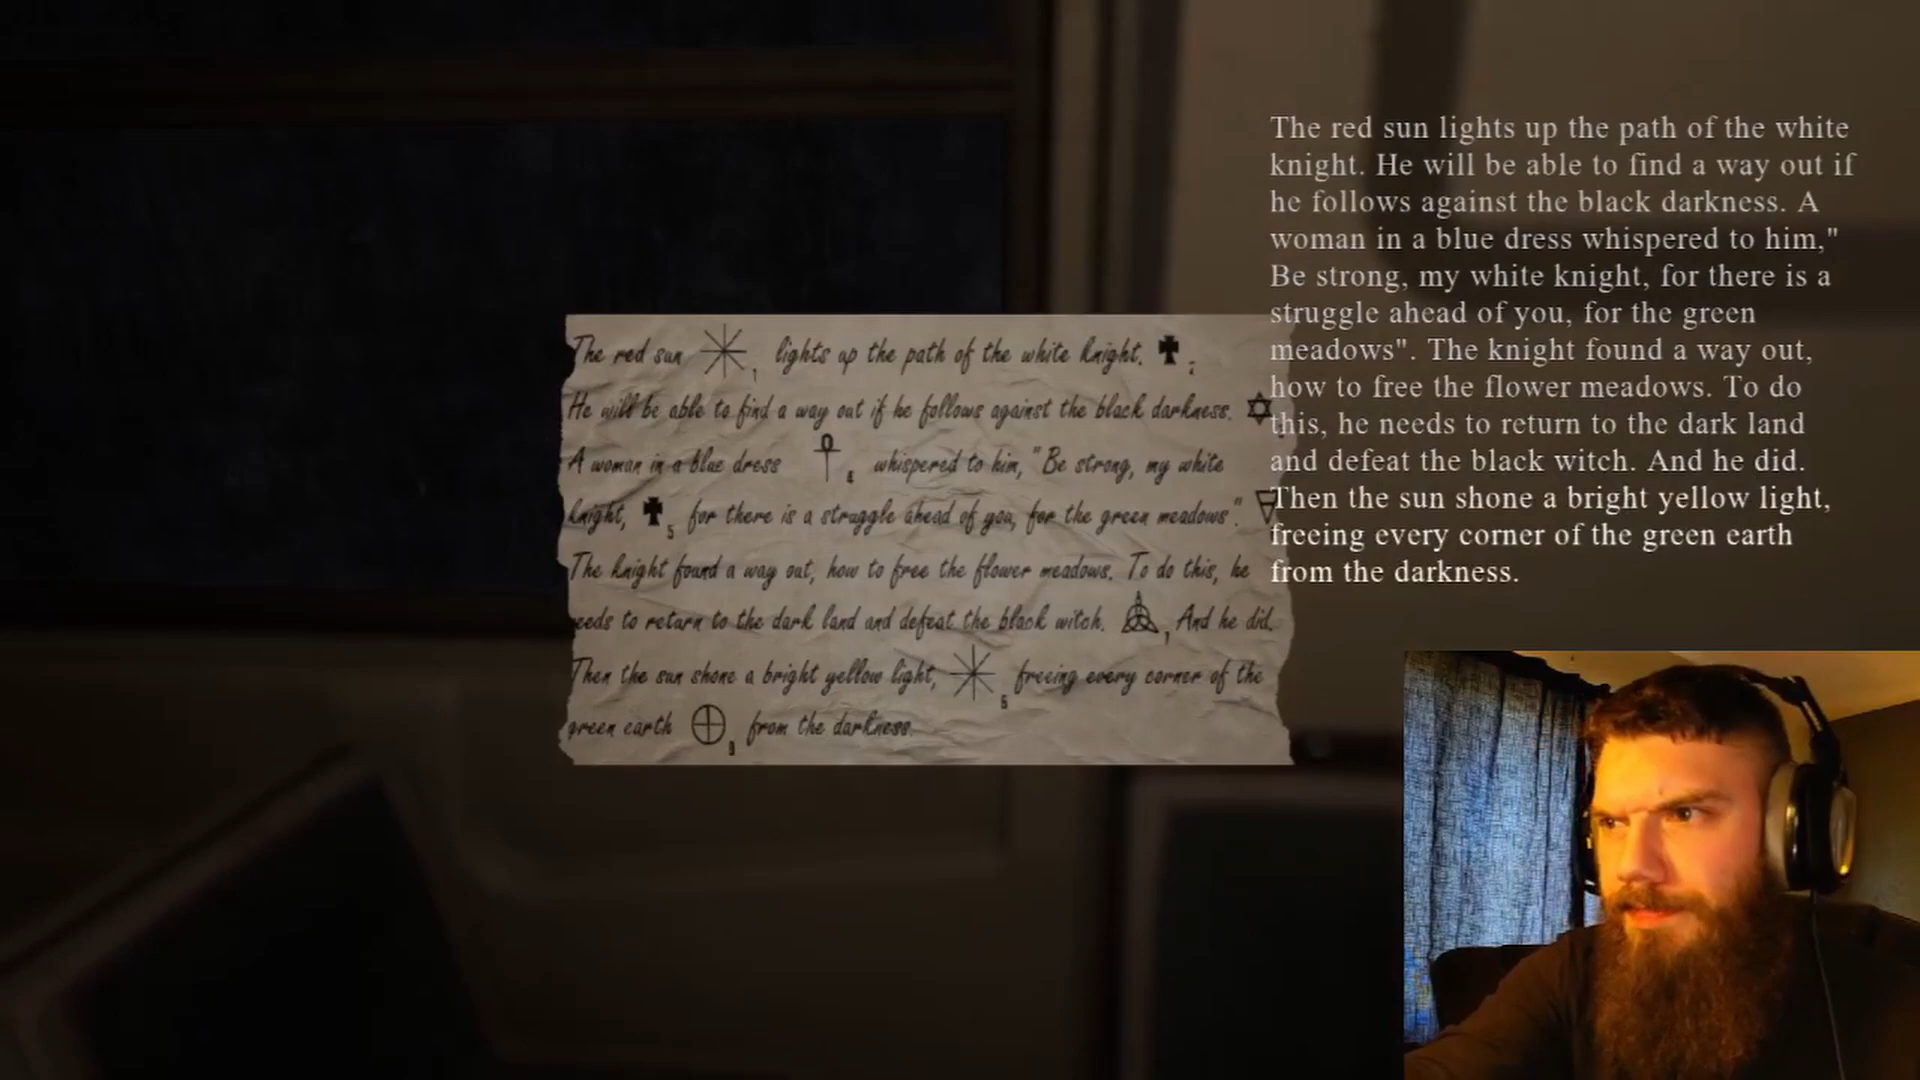 The red sun 1 lights up the path of the white knight. 2
He will be able to find a way out if he follows against the black darkness.
A woman in a blue dress 4 whispered to him, "Be strong, my white
knight, 5 for there is a struggle ahead of you, for the green meadows".
The knight found a way out, how to free the flower meadows. To do this, he
eeds to return to the dark land and defeat the black witch. And he did.
Then the sun shone a bright yellow light, freeing every corner of the
green earth from the darkness.
The red sun lights up the path of the white
knight. He will be able to find a way out if
he follows against the black darkness. A
woman in a blue dress whispered to him,"
Be strong, my white knight, for there is a
struggle ahead of you, for the green
meadows". The knight found a way out,
how to free the flower meadows. To do
this, he needs to return to the dark land
and defeat the black witch. And he did.
Then the sun shone a bright yellow light,
freeing every corner of the green earth
from the darkness.